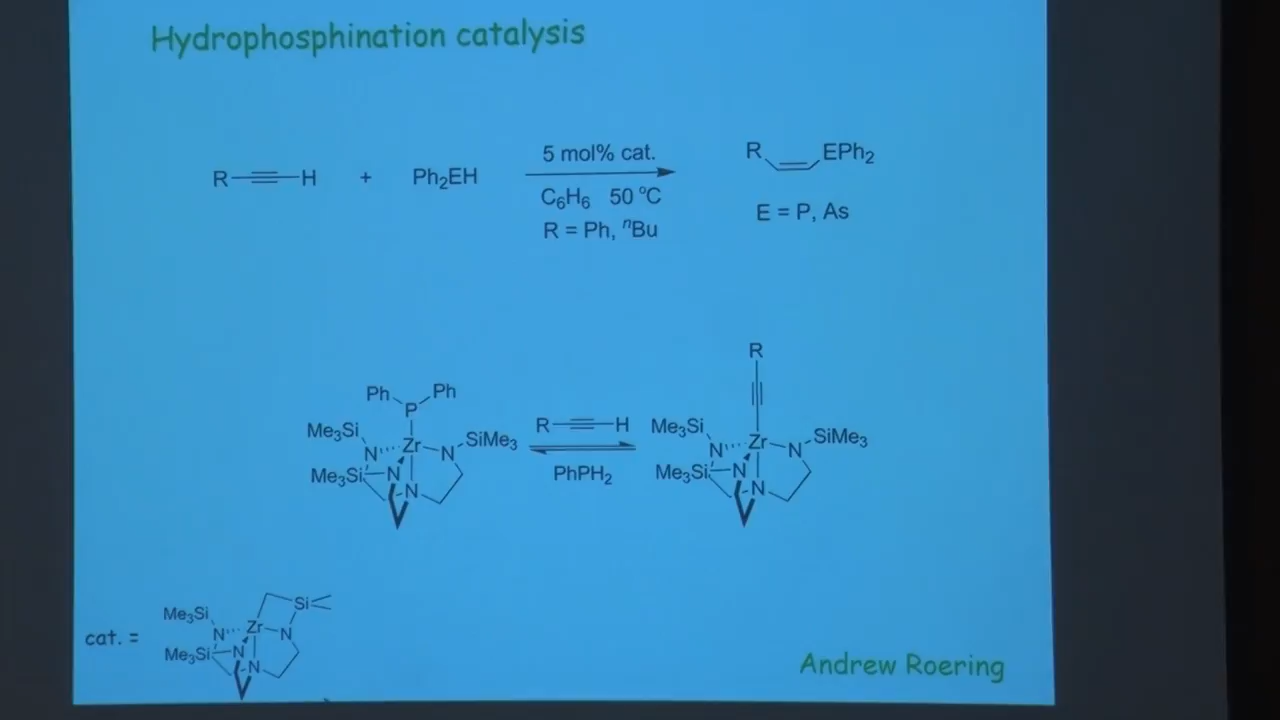 Hydrophosphination catalysis
R H + Ph₂EH
5 mol% cat.
C₆H₆ 50 °C
R = Ph, ⁿBu
R EPh₂
E = P, As
Ph Ph
P
Me₃Si
Zr
N
N
SiMe₃
Me₃Si
N
N
R H
PhPH₂
R
Me₃Si
Zr
N
N
SiMe₃
Me₃Si
N
N
cat. =
Me₃Si
Si
Zr
N
N
Me₃Si
N
N
Andrew Roering